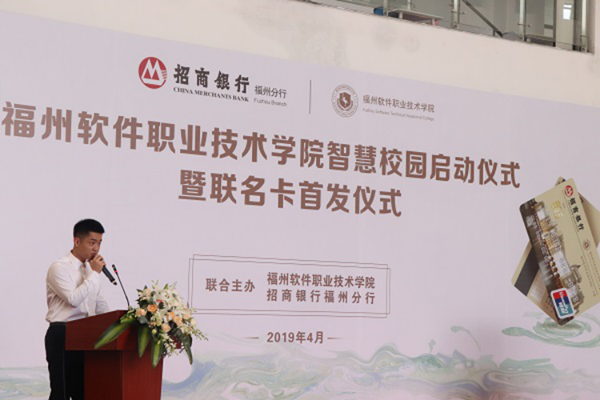 招商银行
CHINA MERCHANTS BANK
福州分行
Fuzhou Branch
福州软件职业技术学院
福州软件职业技术学院智慧校园启动仪式
暨联名卡首发仪式
招商银行
联合主办
福州软件职业技术学院
招商银行福州分行
2019年4月